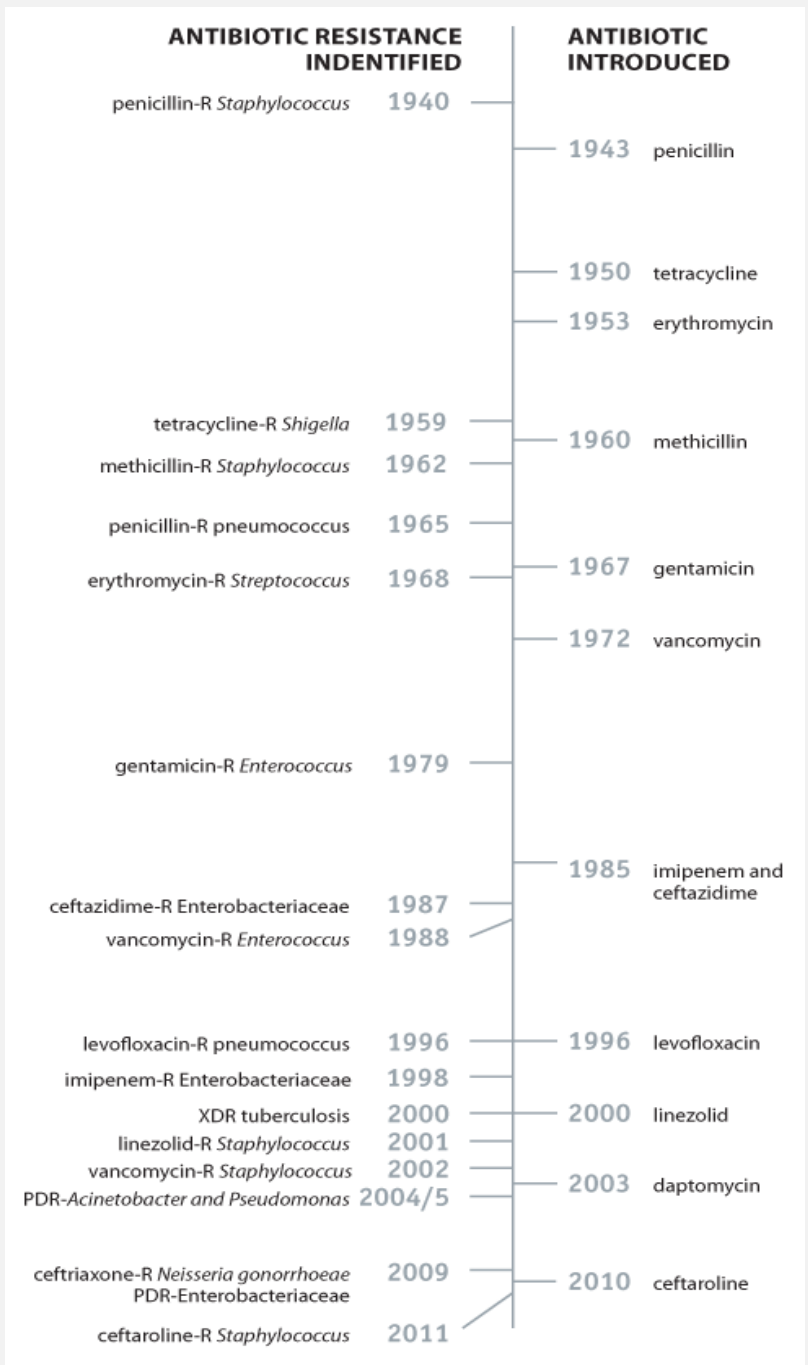 ANTIBIOTIC RESISTANCE
INDENTIFIED
ANTIBIOTIC
INTRODUCED
penicillin-R Staphylococcus 1940
1943 penicillin
1950 tetracycline
1953 erythromycin
tetracycline-R Shigella 1959
1960 methicillin
methicillin-R Staphylococcus 1962
penicillin-R pneumococcus 1965
1967 gentamicin
erythromycin-R Streptococcus 1968
1972 vancomycin
gentamicin-R Enterococcus 1979
1985 imipenem and
ceftazidime
ceftazidime-R Enterobacteriaceae 1987
vancomycin-R Enterococcus 1988
levofloxacin-R pneumococcus 1996
1996 levofloxacin
imipenem-R Enterobacteriaceae 1998
XDR tuberculosis 2000
2000 linezolid
linezolid-R Staphylococcus 2001
vancomycin-R Staphylococcus 2002
2003 daptomycin
PDR-Acinetobacter and Pseudomonas 2004/5
ceftriaxone-R Neisseria gonorrhoeae 2009
PDR-Enterobacteriaceae
2010 ceftaroline
ceftaroline-R Staphylococcus 2011